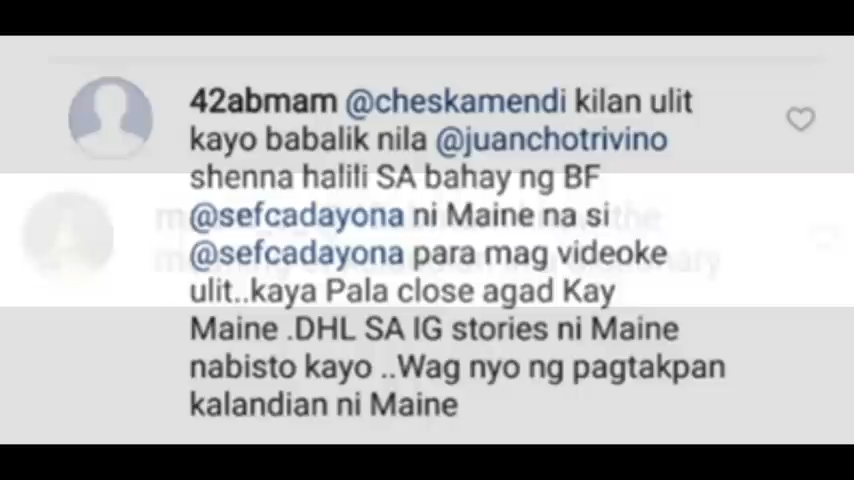 42abmam @cheskamendi kilan ulit
kayo babalik nila @juanchotrivino
shenna halili SA bahay ng BF
@sefcadayona ni Maine na si
@sefcadayona para mag videoke
ulit..kaya Pala close agad Kay
Maine .DHL SA IG stories ni Maine
nabisto kayo ..Wag nyo ng pagtakpan
kalandian ni Maine